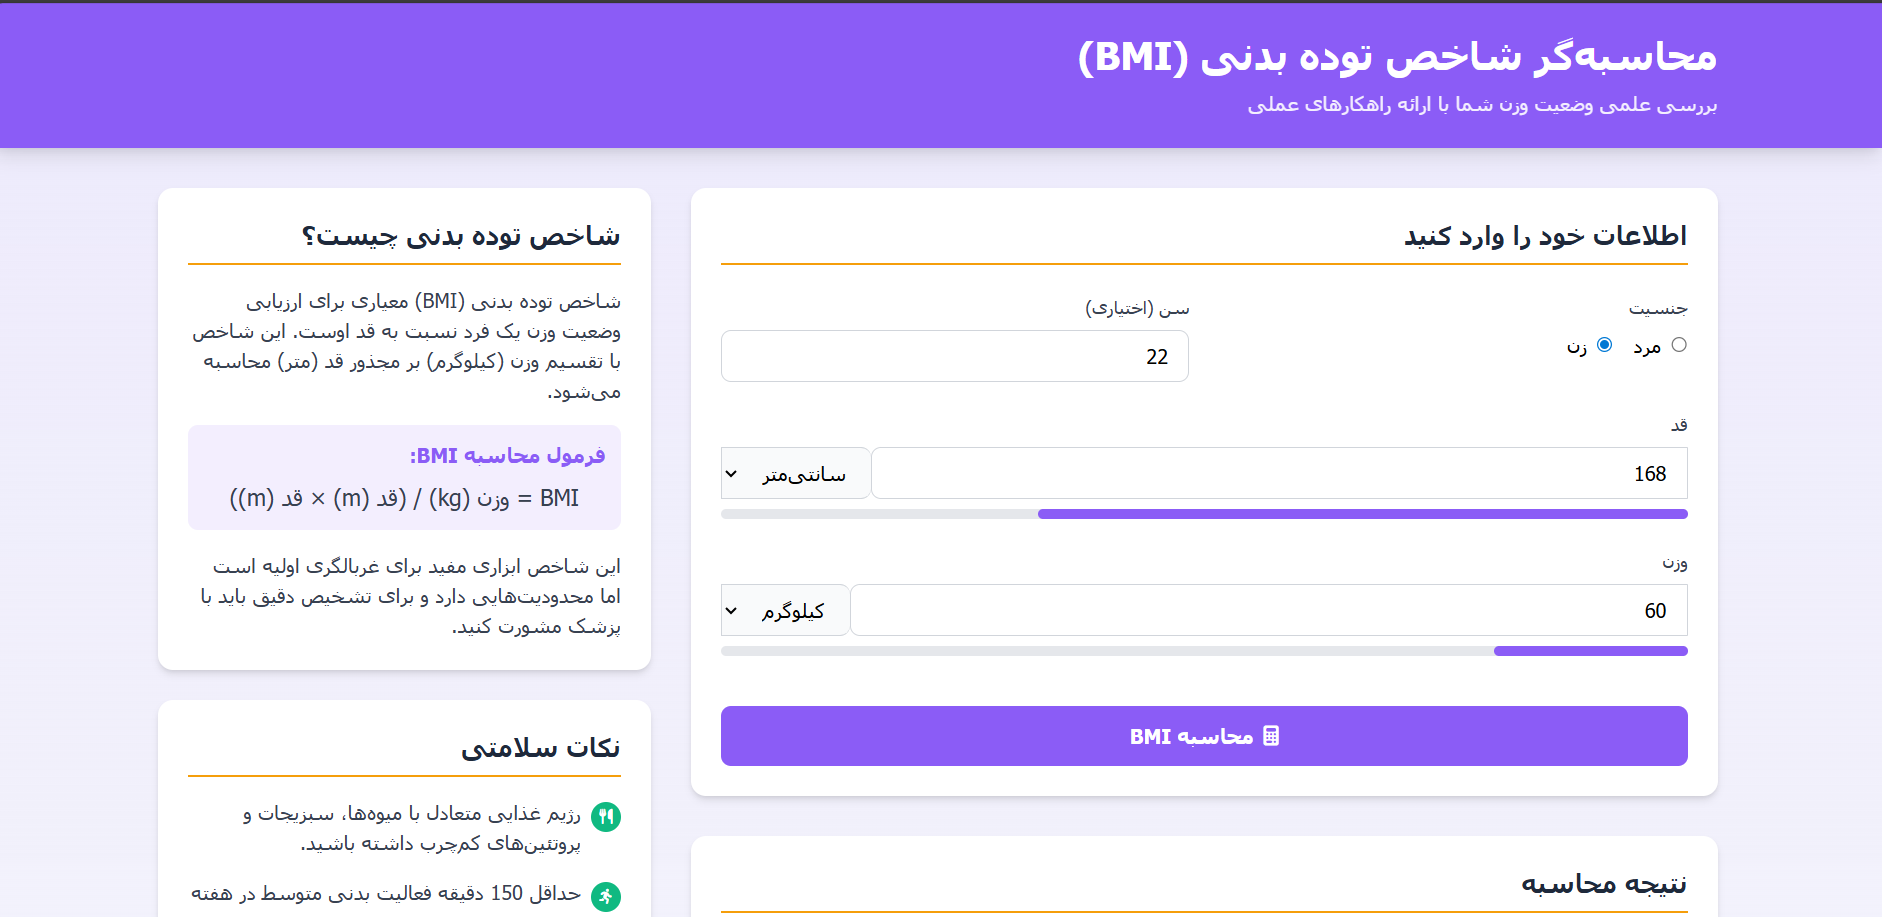 محاسبه‌گر شاخص توده بدنی (BMI)
بررسی علمی وضعیت وزن شما با ارائه راهکارهای عملی
اطلاعات خود را وارد کنید
جنسیت
مرد
زن
سن (اختیاری)
22
قد
168
سانتی‌متر
وزن
60
کیلوگرم
محاسبه BMI
نتیجه محاسبه
شاخص توده بدنی چیست؟
شاخص توده بدنی (BMI) معیاری برای ارزیابی
وضعیت وزن یک فرد نسبت به قد اوست. این شاخص
با تقسیم وزن (کیلوگرم) بر مجذور قد (متر) محاسبه
می‌شود.
فرمول محاسبه BMI:
BMI = وزن (kg) / (قد (m) × قد (m))
این شاخص ابزاری مفید برای غربالگری اولیه است
اما محدودیت‌هایی دارد و برای تشخیص دقیق باید با
پزشک مشورت کنید.
نکات سلامتی
رژیم غذایی متعادل با میوه‌ها، سبزیجات و
پروتئین‌های کم‌چرب داشته باشید.
حداقل 150 دقیقه فعالیت بدنی متوسط در هفته